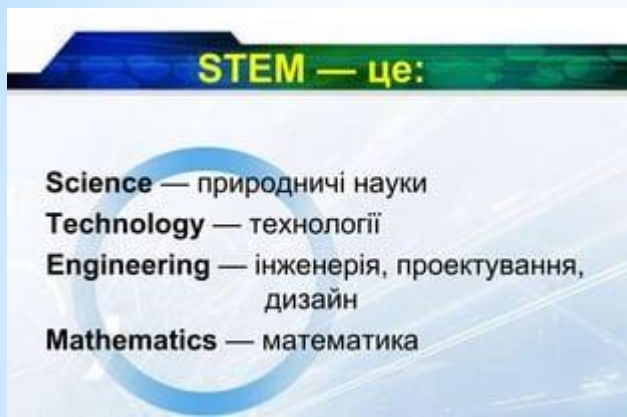 STEM — це:
Science — природничі науки
Technology — технології
Engineering — інженерія, проектування,
дизайн
Mathematics — математика